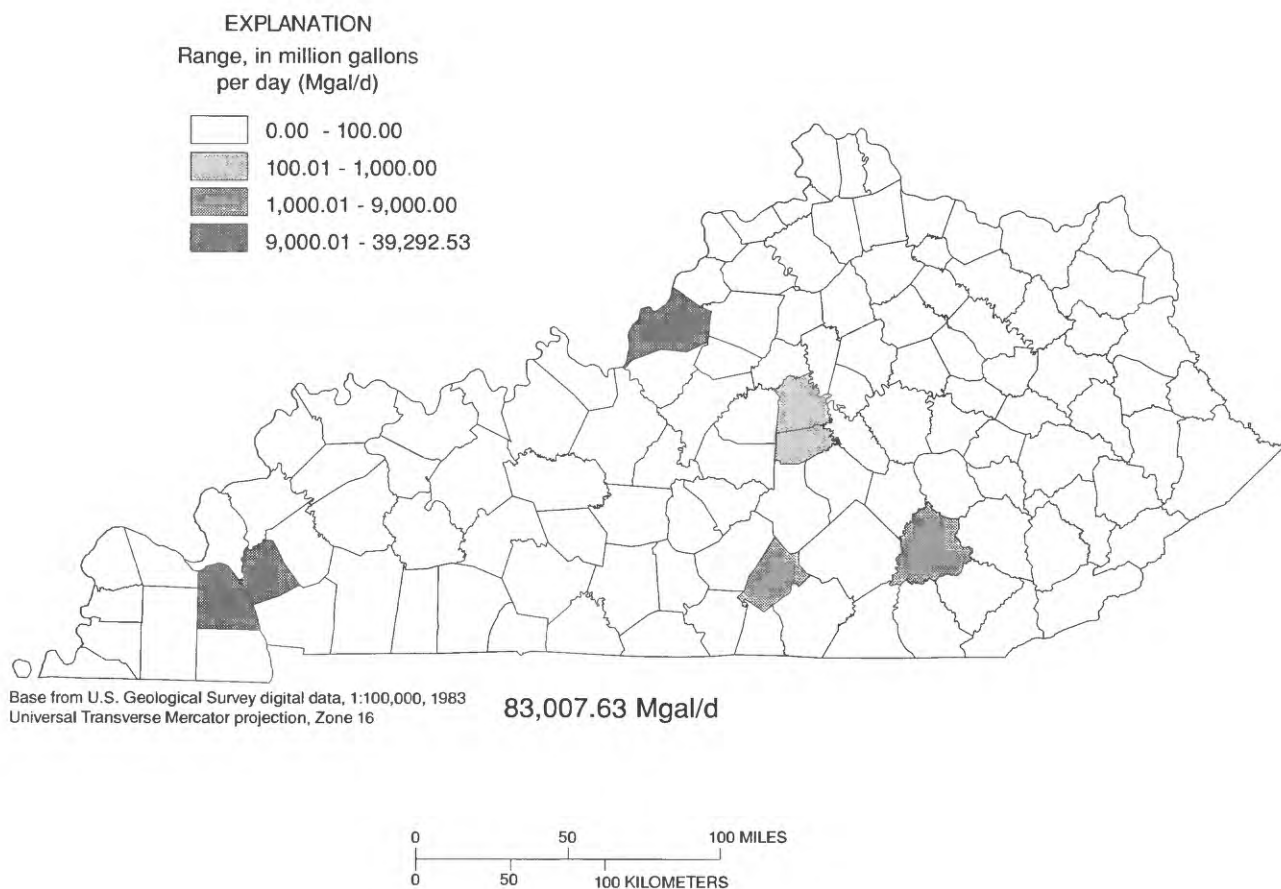 EXPLANATION
Range, in million gallons
per day (Mgal/d)
0.00 - 100.00
100.01 - 1,000.00
1,000.01 - 9,000.00
9,000.01 - 39,292.53
Base from U.S. Geological Survey digital data, 1:100,000, 1983
Universal Transverse Mercator projection, Zone 16
83,007.63 Mgal/d
0 50 100 MILES
0 50 100 KILOMETERS